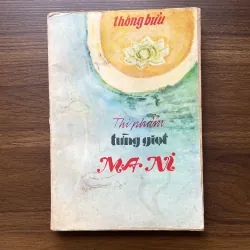 thông bửu
Thi phẩm
từng giọt
MA-NI